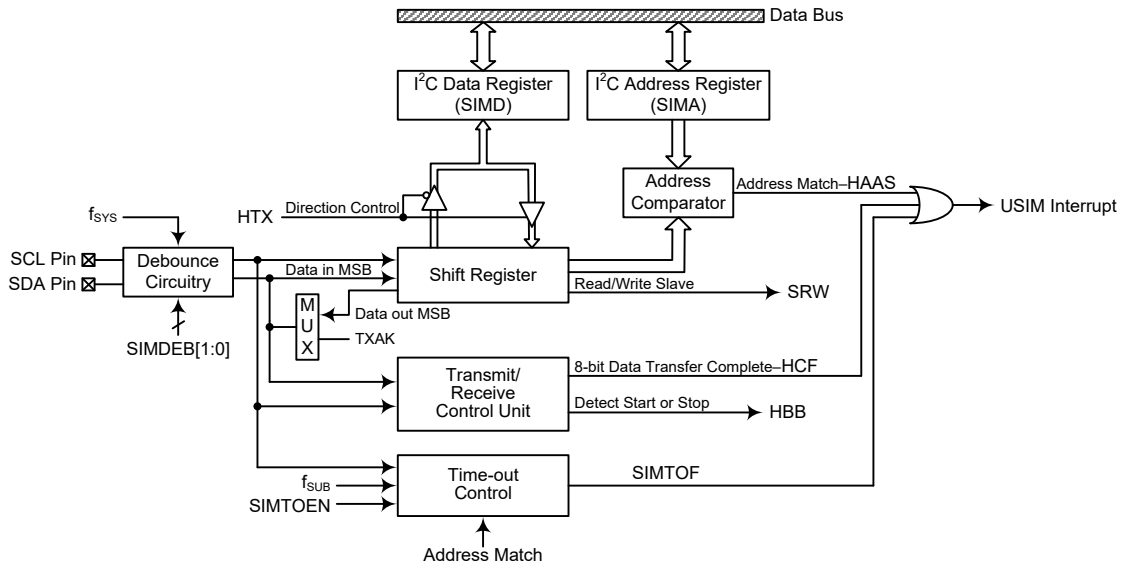 Data Bus
I²C Data Register
(SIMD)
I²C Address Register
(SIMA)
Address
Comparator
Address Match–HAAS
USIM Interrupt
fSYS
HTX
Direction Control
SCL Pin
SDA Pin
Debounce
Circuitry
Data in MSB
Shift Register
Read/Write Slave
SRW
SIMDEB[1:0]
M
U
X
Data out MSB
TXAK
Transmit/
Receive
Control Unit
8-bit Data Transfer Complete–HCF
Detect Start or Stop
HBB
fSUB
SIMTOEN
Time-out
Control
SIMTOF
Address Match